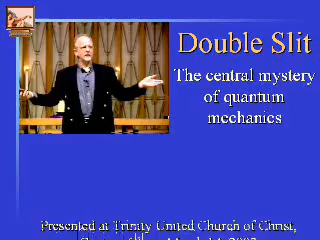 Double Slit
The central mystery
of quantum
mechanics
Presented at Trinity United Church of Christ,